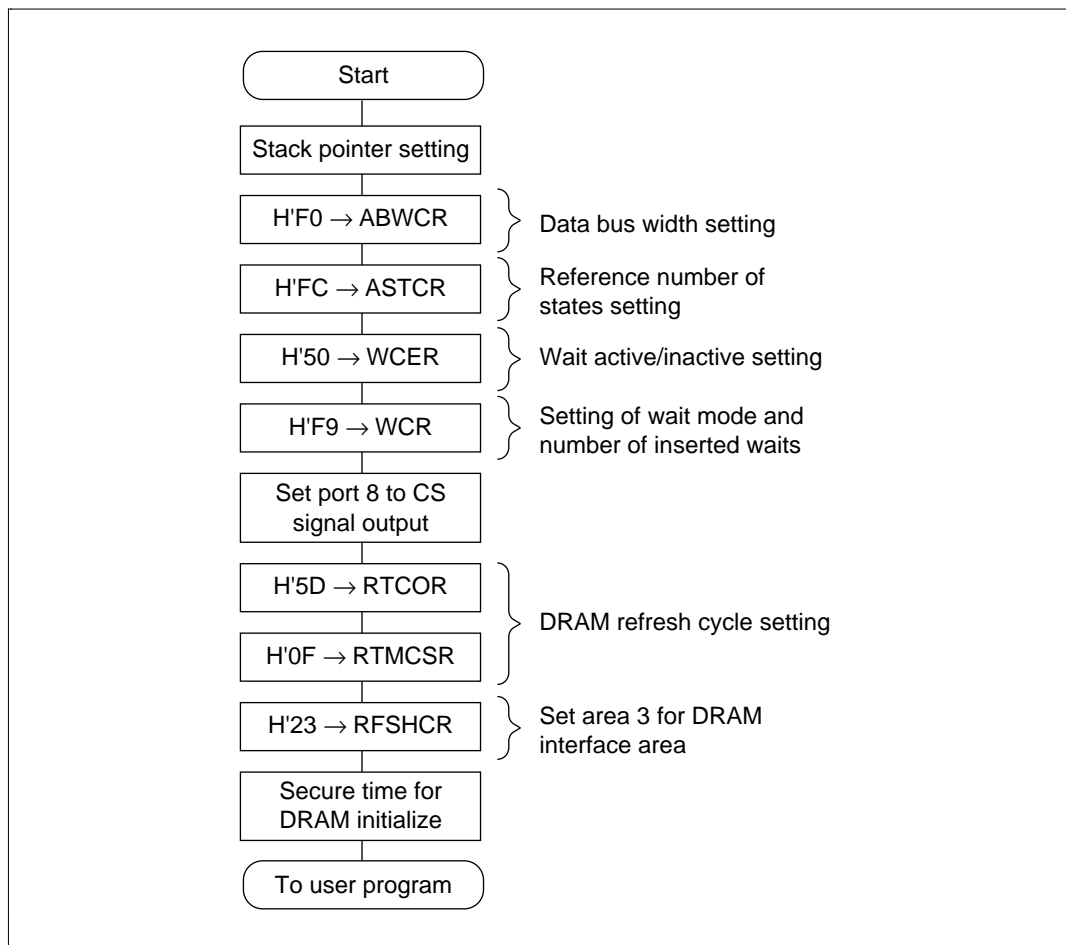 Start
Stack pointer setting
H'F0 → ABWCR
Data bus width setting
H'FC → ASTCR
Reference number of
states setting
H'50 → WCER
Wait active/inactive setting
H'F9 → WCR
Setting of wait mode and
number of inserted waits
Set port 8 to CS
signal output
H'5D → RTCOR
H'0F → RTMCSR
DRAM refresh cycle setting
H'23 → RFSHCR
Set area 3 for DRAM
interface area
Secure time for
DRAM initialize
To user program